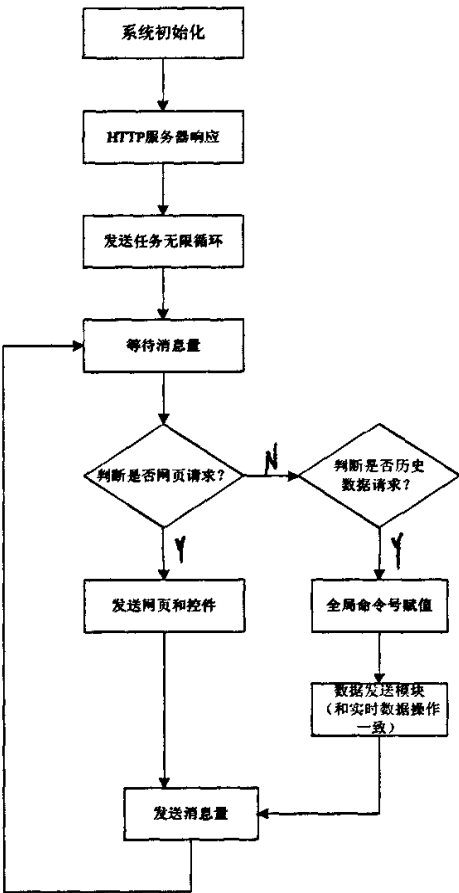 系统初始化
HTTP服务器响应
发送任务无限循环
等待消息量
判断是否网页请求?
N
判断是否历史
数据请求?
Y
Y
发送网页和控件
全局命令号赋值
数据发送模块
(和实时数据操作
一致)
发送消息量